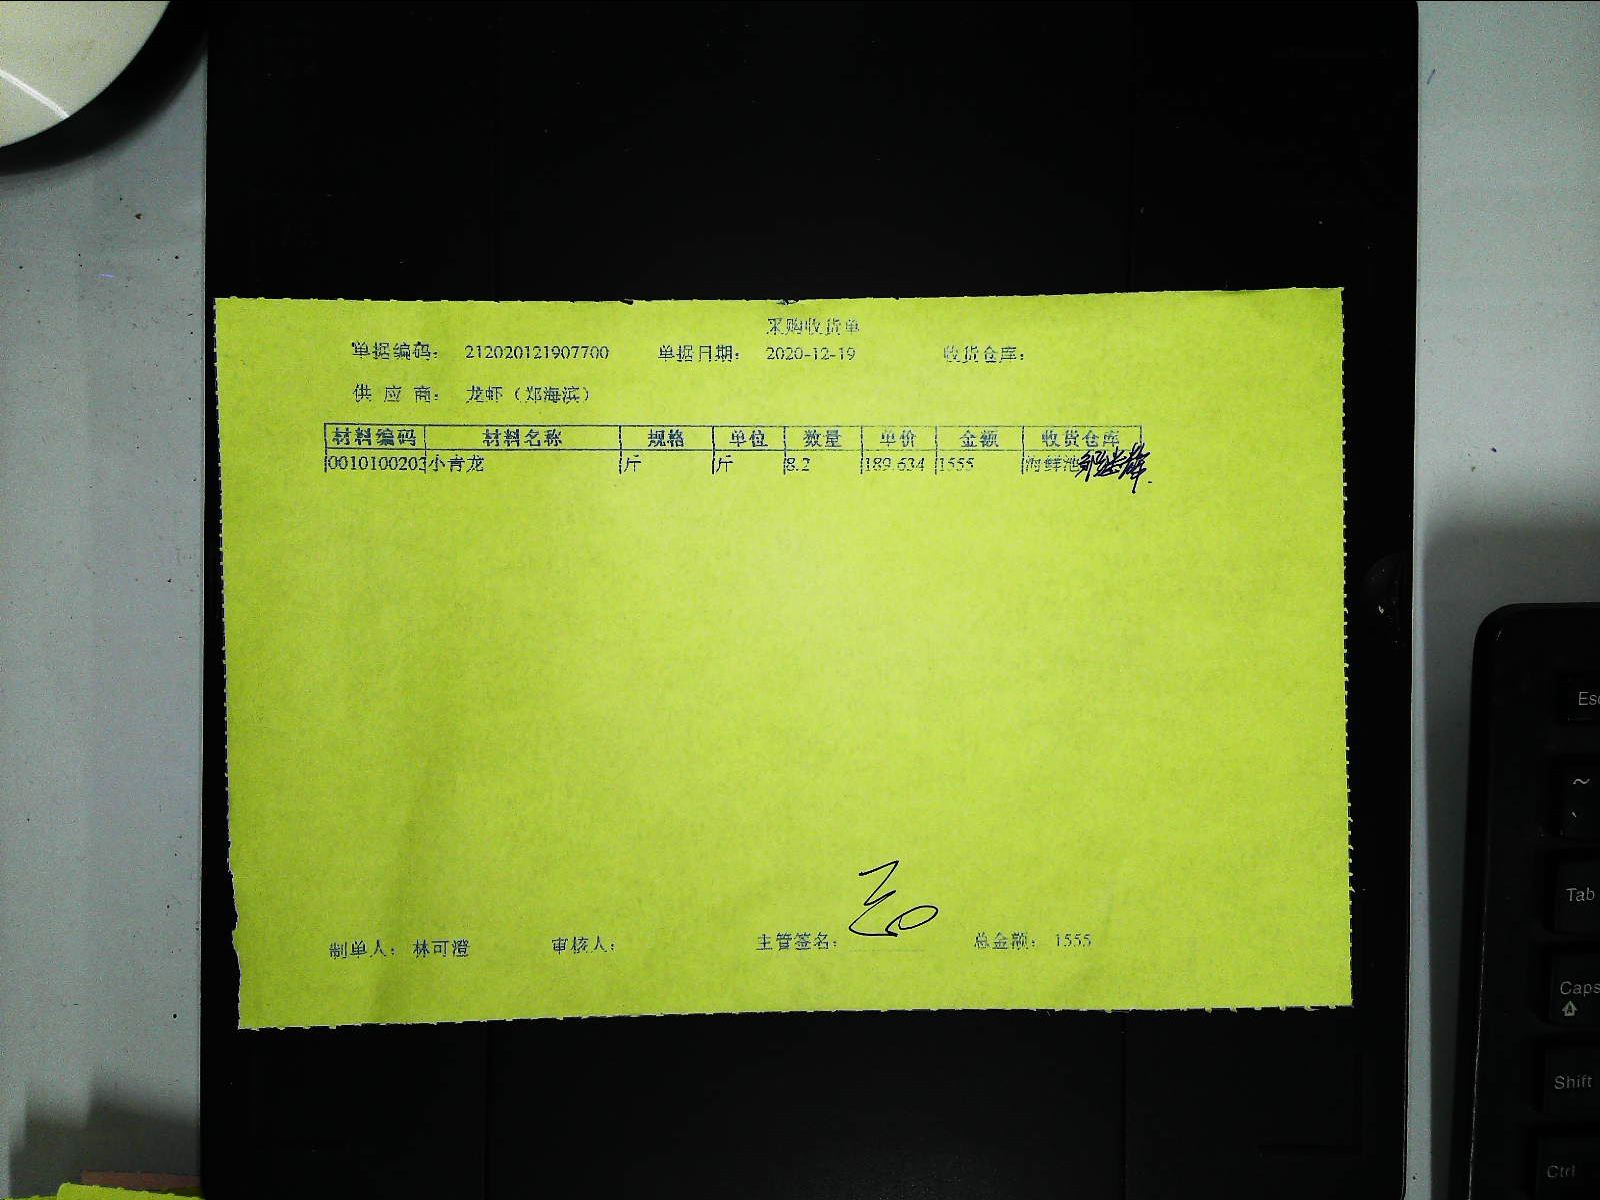 采购收货单
单据编码： 212020121907700 单据日期： 2020-12-19 收货仓库：
供 应 商： 龙虾（郑海滨）
材料编码 材料名称 规格 单位 数量 单价 金额 收货仓库
0010100203 小青龙 斤 斤 8.2 189.634 1555 海鲜池
制单人： 林可澄 审核人： 主管签名： 总金额： 1555
Esc
~
、
Tab
Caps
Shift
Ctrl